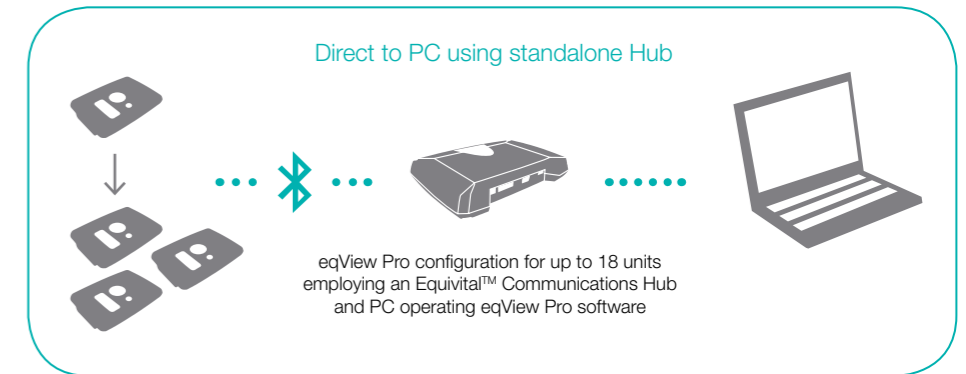 Direct to PC using standalone Hub
eqView Pro configuration for up to 18 units
employing an Equivital™ Communications Hub
and PC operating eqView Pro software